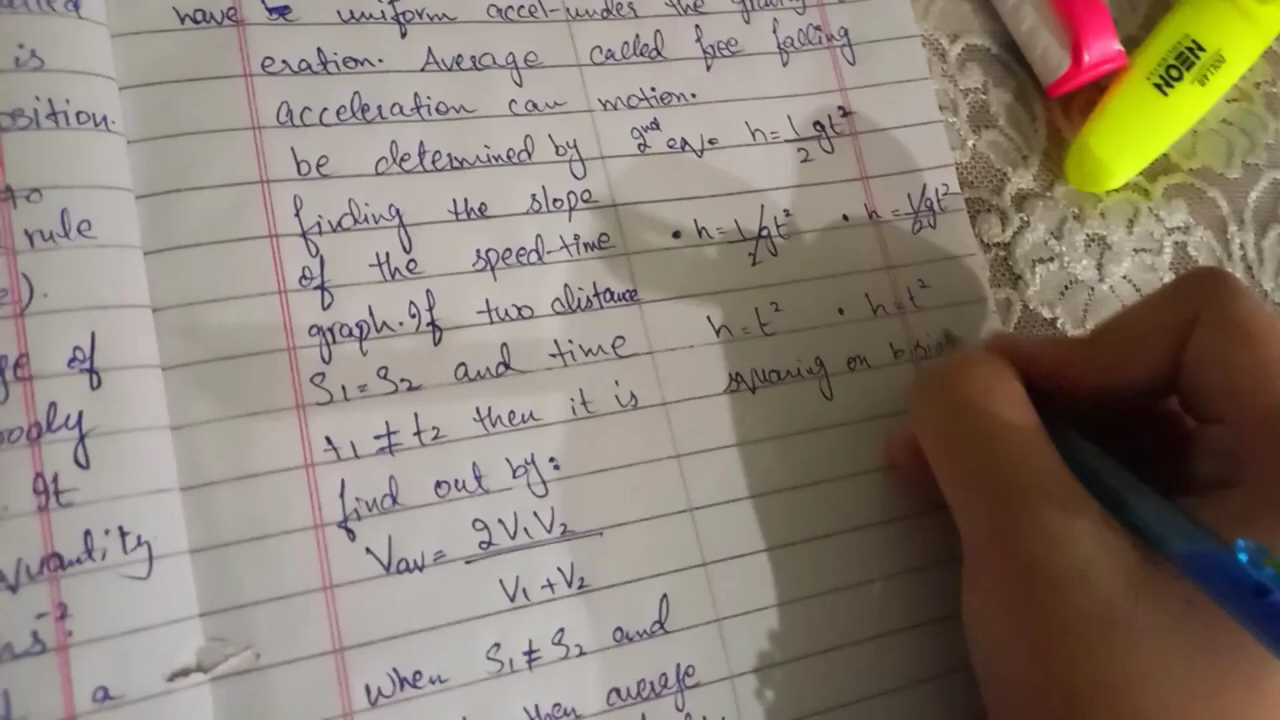 is
osition.
to
rule
e).
ge of
ooly
gt
quantity
ms⁻²
a
have uniform accel-
eration. Average
acceleration can
be determined by
finding the slope
of the speed-time
graph. If two distance
S₁=S₂ and time
t₁ ≠ t₂ then it is
find out by:
Vav= 2V₁V₂
V₁+V₂
When S₁≠S₂ and
then average
under the
called free falling
motion.
2nd eq h=1/2 gt²
• h=1/2 gt² • h=1/2 gt²
h=t² • h=t²
squaring on
DOLLAR
NEON